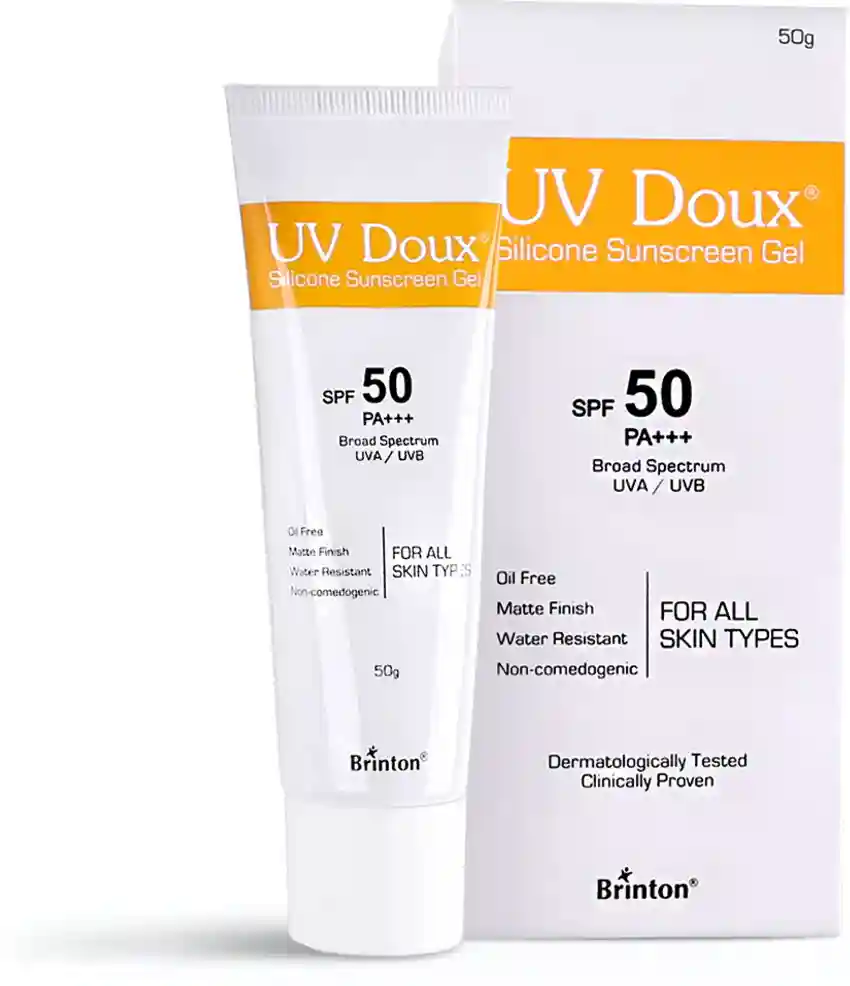 UV Doux®
Silicone Sunscreen Gel
SPF 50
PA+++
Broad Spectrum
UVA / UVB
Oil Free
Matte Finish
Water Resistant
Non-comedogenic
FOR ALL
SKIN TYPES
50g
Brinton®
50g
UV Doux®
Silicone Sunscreen Gel
SPF 50
PA+++
Broad Spectrum
UVA / UVB
Oil Free
Matte Finish
Water Resistant
Non-comedogenic
FOR ALL
SKIN TYPES
Dermatologically Tested
Clinically Proven
Brinton®